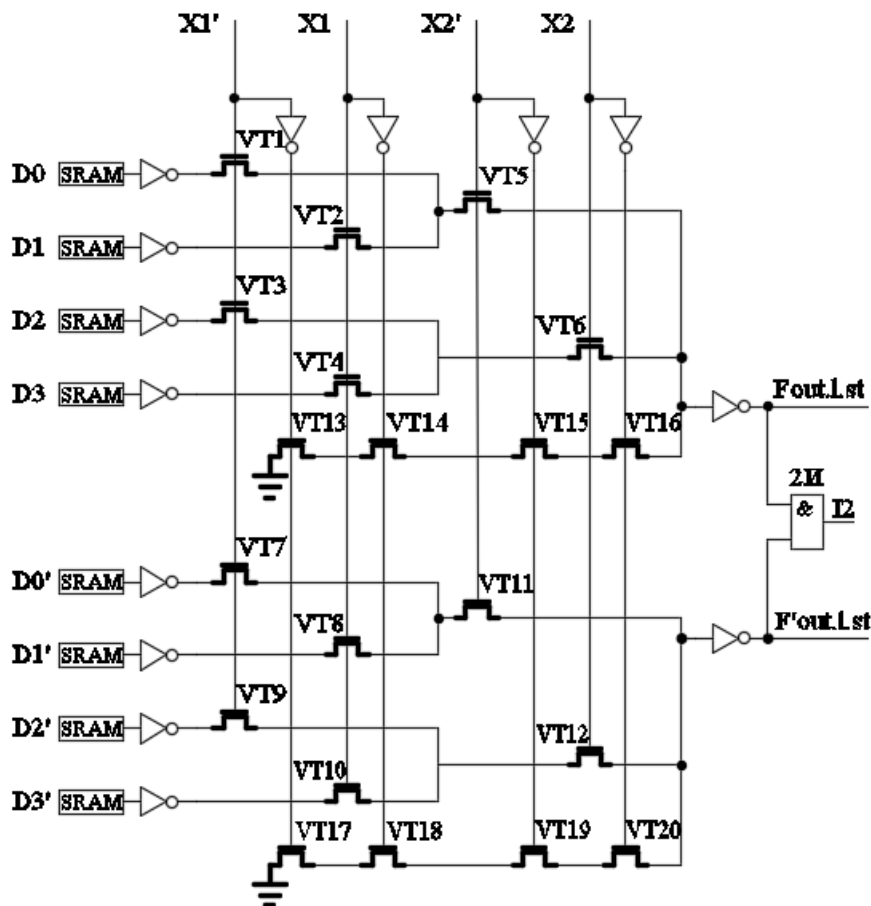 X1' X1 X2' X2
VT1
D0 SRAM VT5
VT2
D1 SRAM
VT3
D2 SRAM VT6
VT4
D3 SRAM Fout.1st
VT13 VT14 VT15 VT16
2И
& I2
VT7
D0' SRAM VT11
VT8 F'out.1st
D1' SRAM
VT9
D2' SRAM VT12
VT10
D3' SRAM
VT17 VT18 VT19 VT20